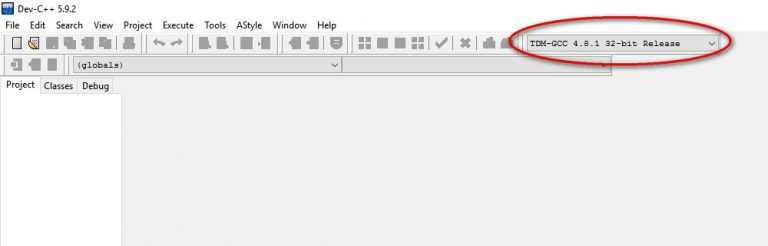 Dev-C++ 5.9.2
File Edit Search View Project Execute Tools AStyle Window Help
TDM-GCC 4.8.1 32-bit Release
(globals)
Project Classes Debug